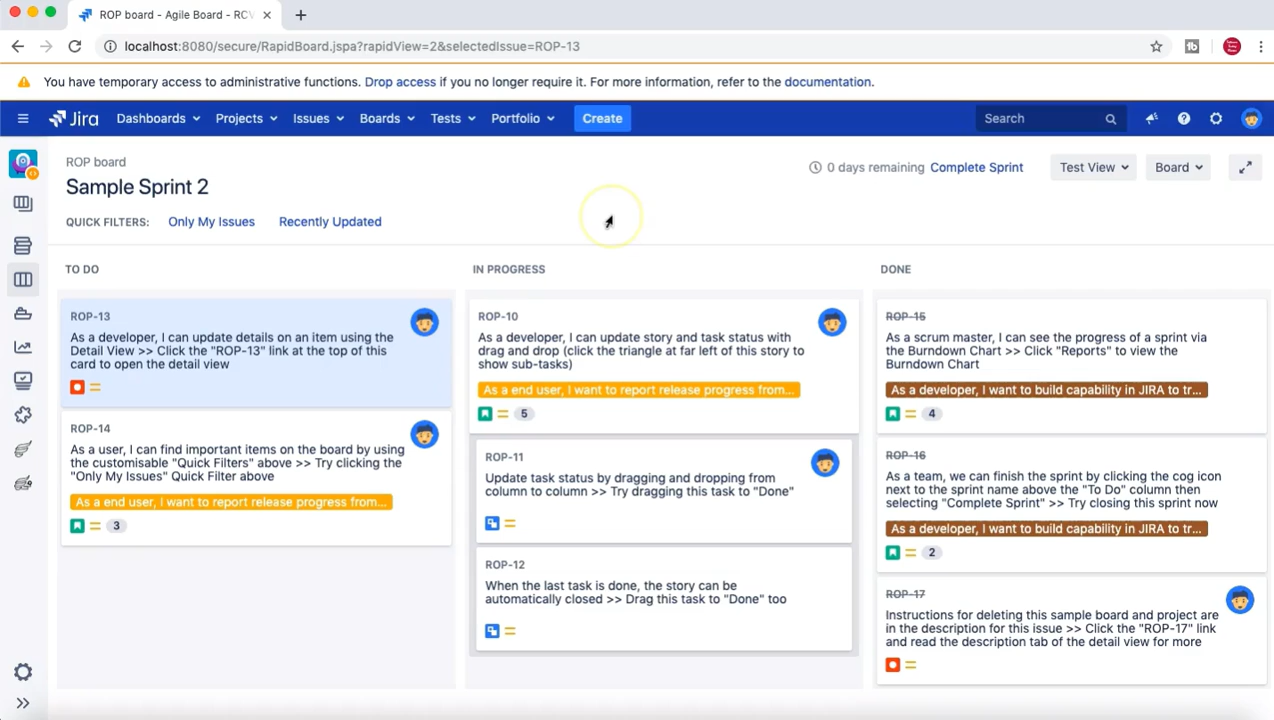 ROP board - Agile Board - RCV
localhost:8080/secure/RapidBoard.jspa?rapidView=2&selectedIssue=ROP-13
You have temporary access to administrative functions. Drop access if you no longer require it. For more information, refer to the documentation.
Jira Dashboards Projects Issues Boards Tests Portfolio Create Search
ROP board
Sample Sprint 2
0 days remaining Complete Sprint Test View Board
QUICK FILTERS: Only My Issues Recently Updated
TO DO
ROP-13
As a developer, I can update details on an item using the
Detail View >> Click the "ROP-13" link at the top of this
card to open the detail view
ROP-14
As a user, I can find important items on the board by using
the customisable "Quick Filters" above >> Try clicking the
"Only My Issues" Quick Filter above
As a end user, I want to report release progress from...
3
IN PROGRESS
ROP-10
As a developer, I can update story and task status with
drag and drop (click the triangle at far left of this story to
show sub-tasks)
As a end user, I want to report release progress from...
5
ROP-11
Update task status by dragging and dropping from
column to column >> Try dragging this task to "Done"
ROP-12
When the last task is done, the story can be
automatically closed >> Drag this task to "Done" too
DONE
ROP-15
As a scrum master, I can see the progress of a sprint via
the Burndown Chart >> Click "Reports" to view the
Burndown Chart
As a developer, I want to build capability in JIRA to tr...
4
ROP-16
As a team, we can finish the sprint by clicking the cog icon
next to the sprint name above the "To Do" column then
selecting "Complete Sprint" >> Try closing this sprint now
As a developer, I want to build capability in JIRA to tr...
2
ROP-17
Instructions for deleting this sample board and project are
in the description for this issue >> Click the "ROP-17" link
and read the description tab of the detail view for more